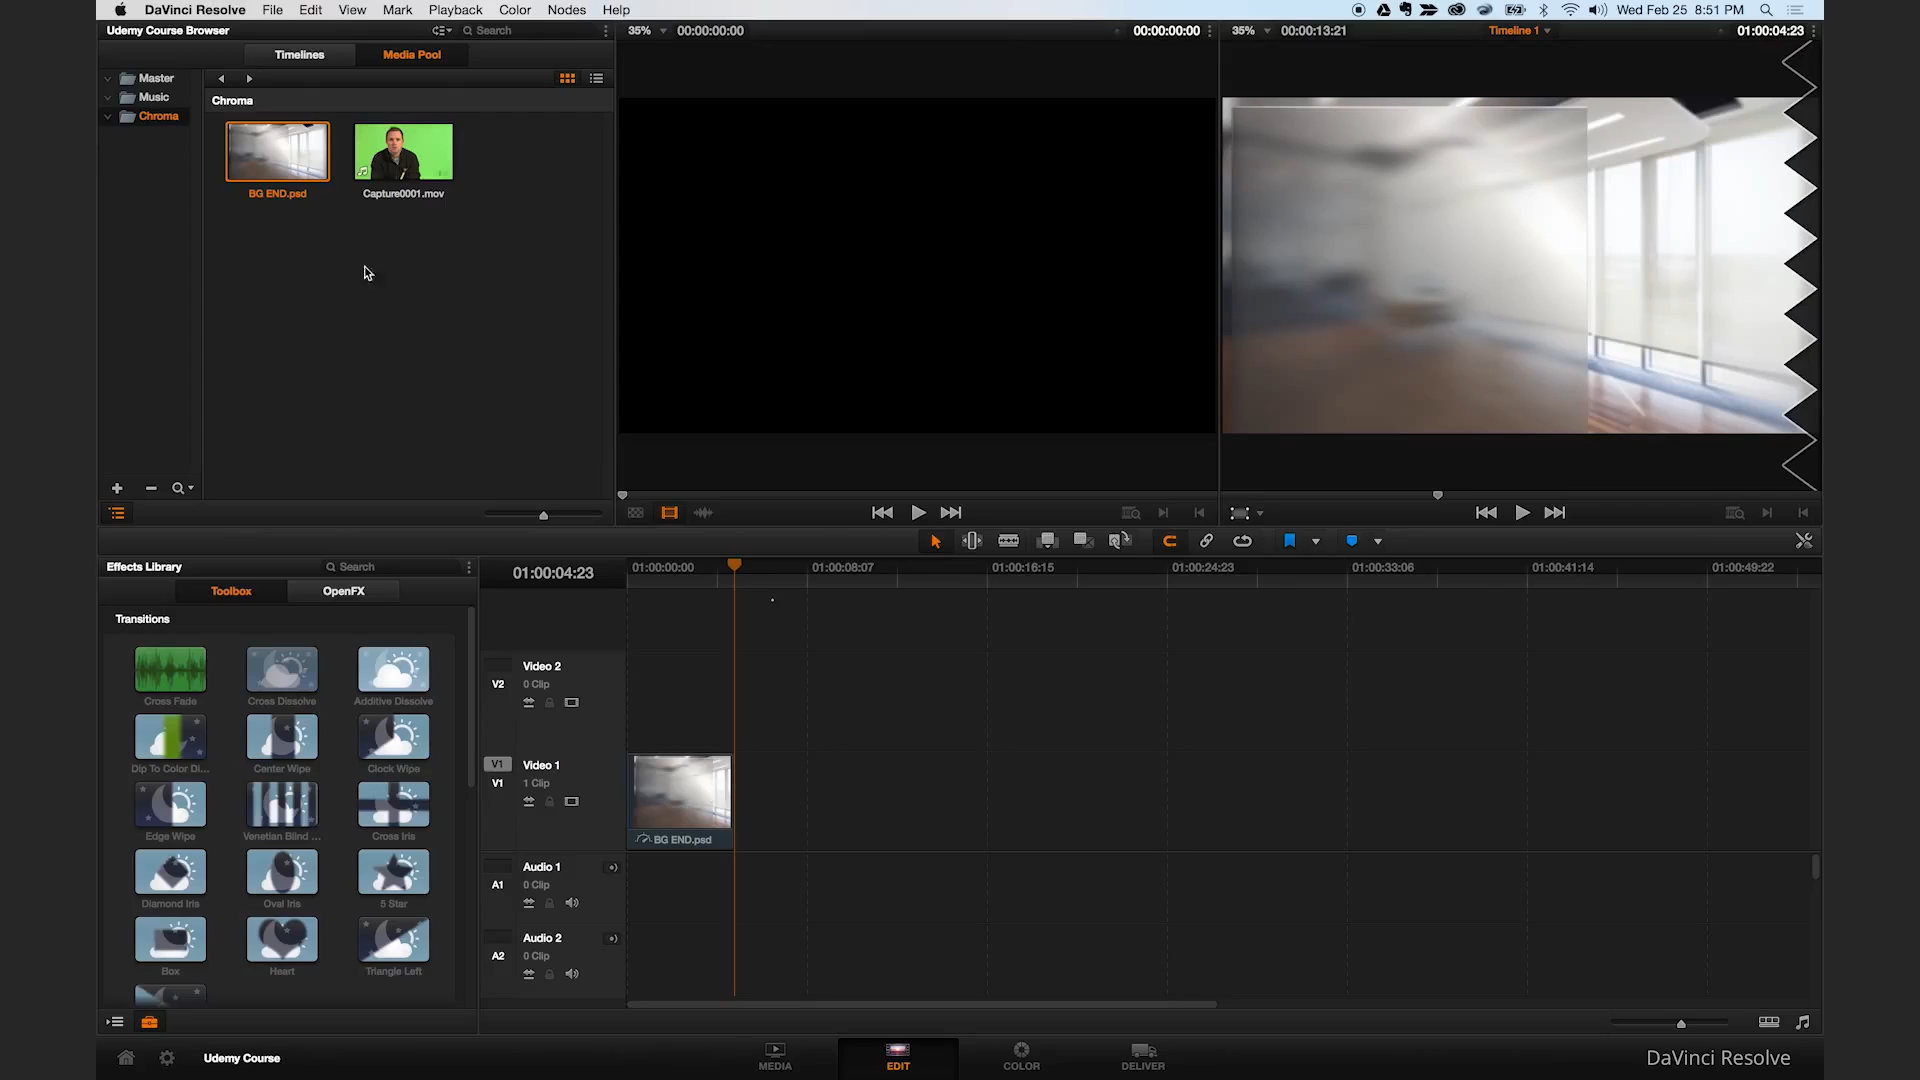 DaVinci Resolve File Edit View Mark Playback Color Nodes Help
Wed Feb 25 8:51 PM
Udemy Course Browser
Search
35% 00:00:00:00
00:00:00:00
35% 00:00:13:21
Timeline 1
01:00:04:23
Timelines Media Pool
Master
Music
Chroma
Chroma
BG END.psd
Capture0001.mov
Effects Library
Search
Toolbox OpenFX
Transitions
Cross Fade
Cross Dissolve
Additive Dissolve
Dip To Color Di...
Center Wipe
Clock Wipe
Edge Wipe
Venetian Blind ...
Cross Iris
Diamond Iris
Oval Iris
5 Star
Box
Heart
Triangle Left
01:00:04:23
01:00:00:00
01:00:08:07
01:00:16:15
01:00:24:23
01:00:33:06
01:00:41:14
01:00:49:22
Video 2
V2 0 Clip
V1 Video 1
V1 1 Clip
BG END.psd
Audio 1
A1 0 Clip
Audio 2
A2 0 Clip
Udemy Course
MEDIA
EDIT
COLOR
DELIVER
DaVinci Resolve